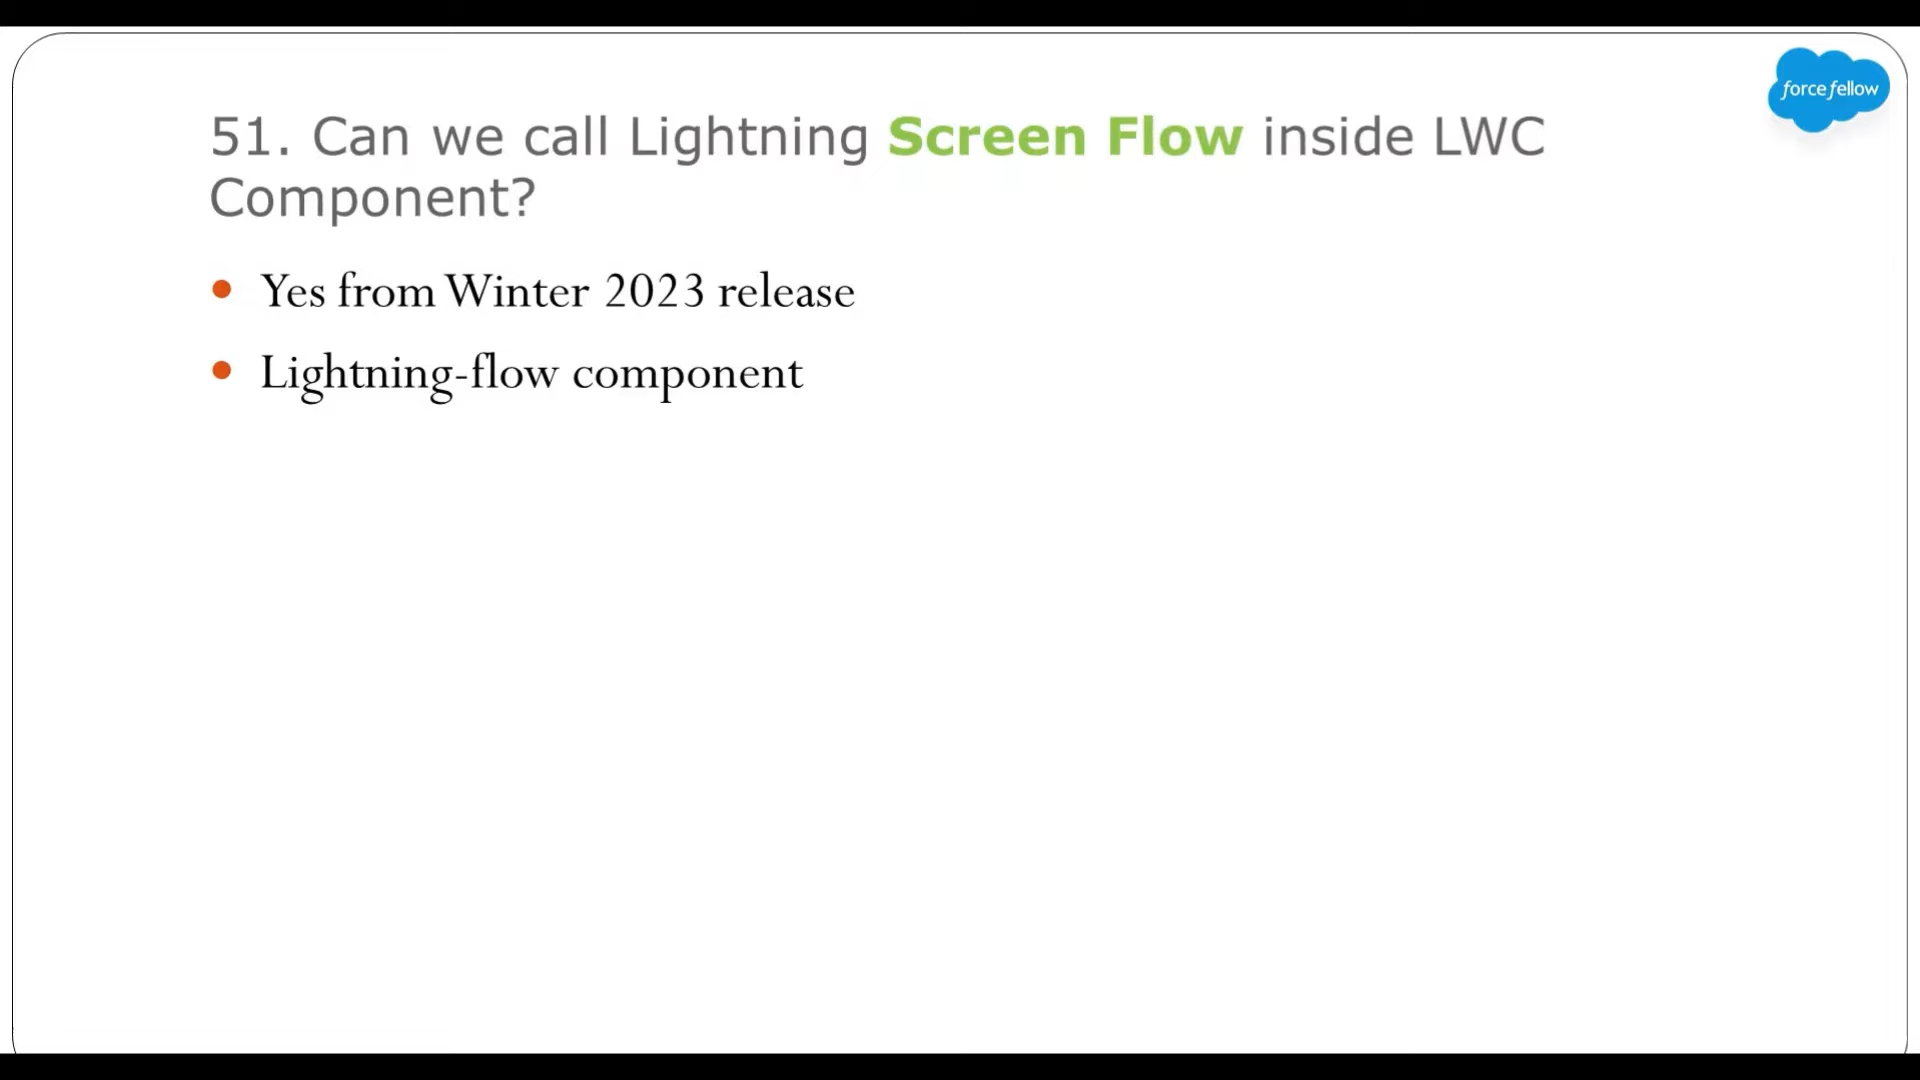 force fellow
51. Can we call Lightning Screen Flow inside LWC
Component?
Yes from Winter 2023 release
Lightning-flow component